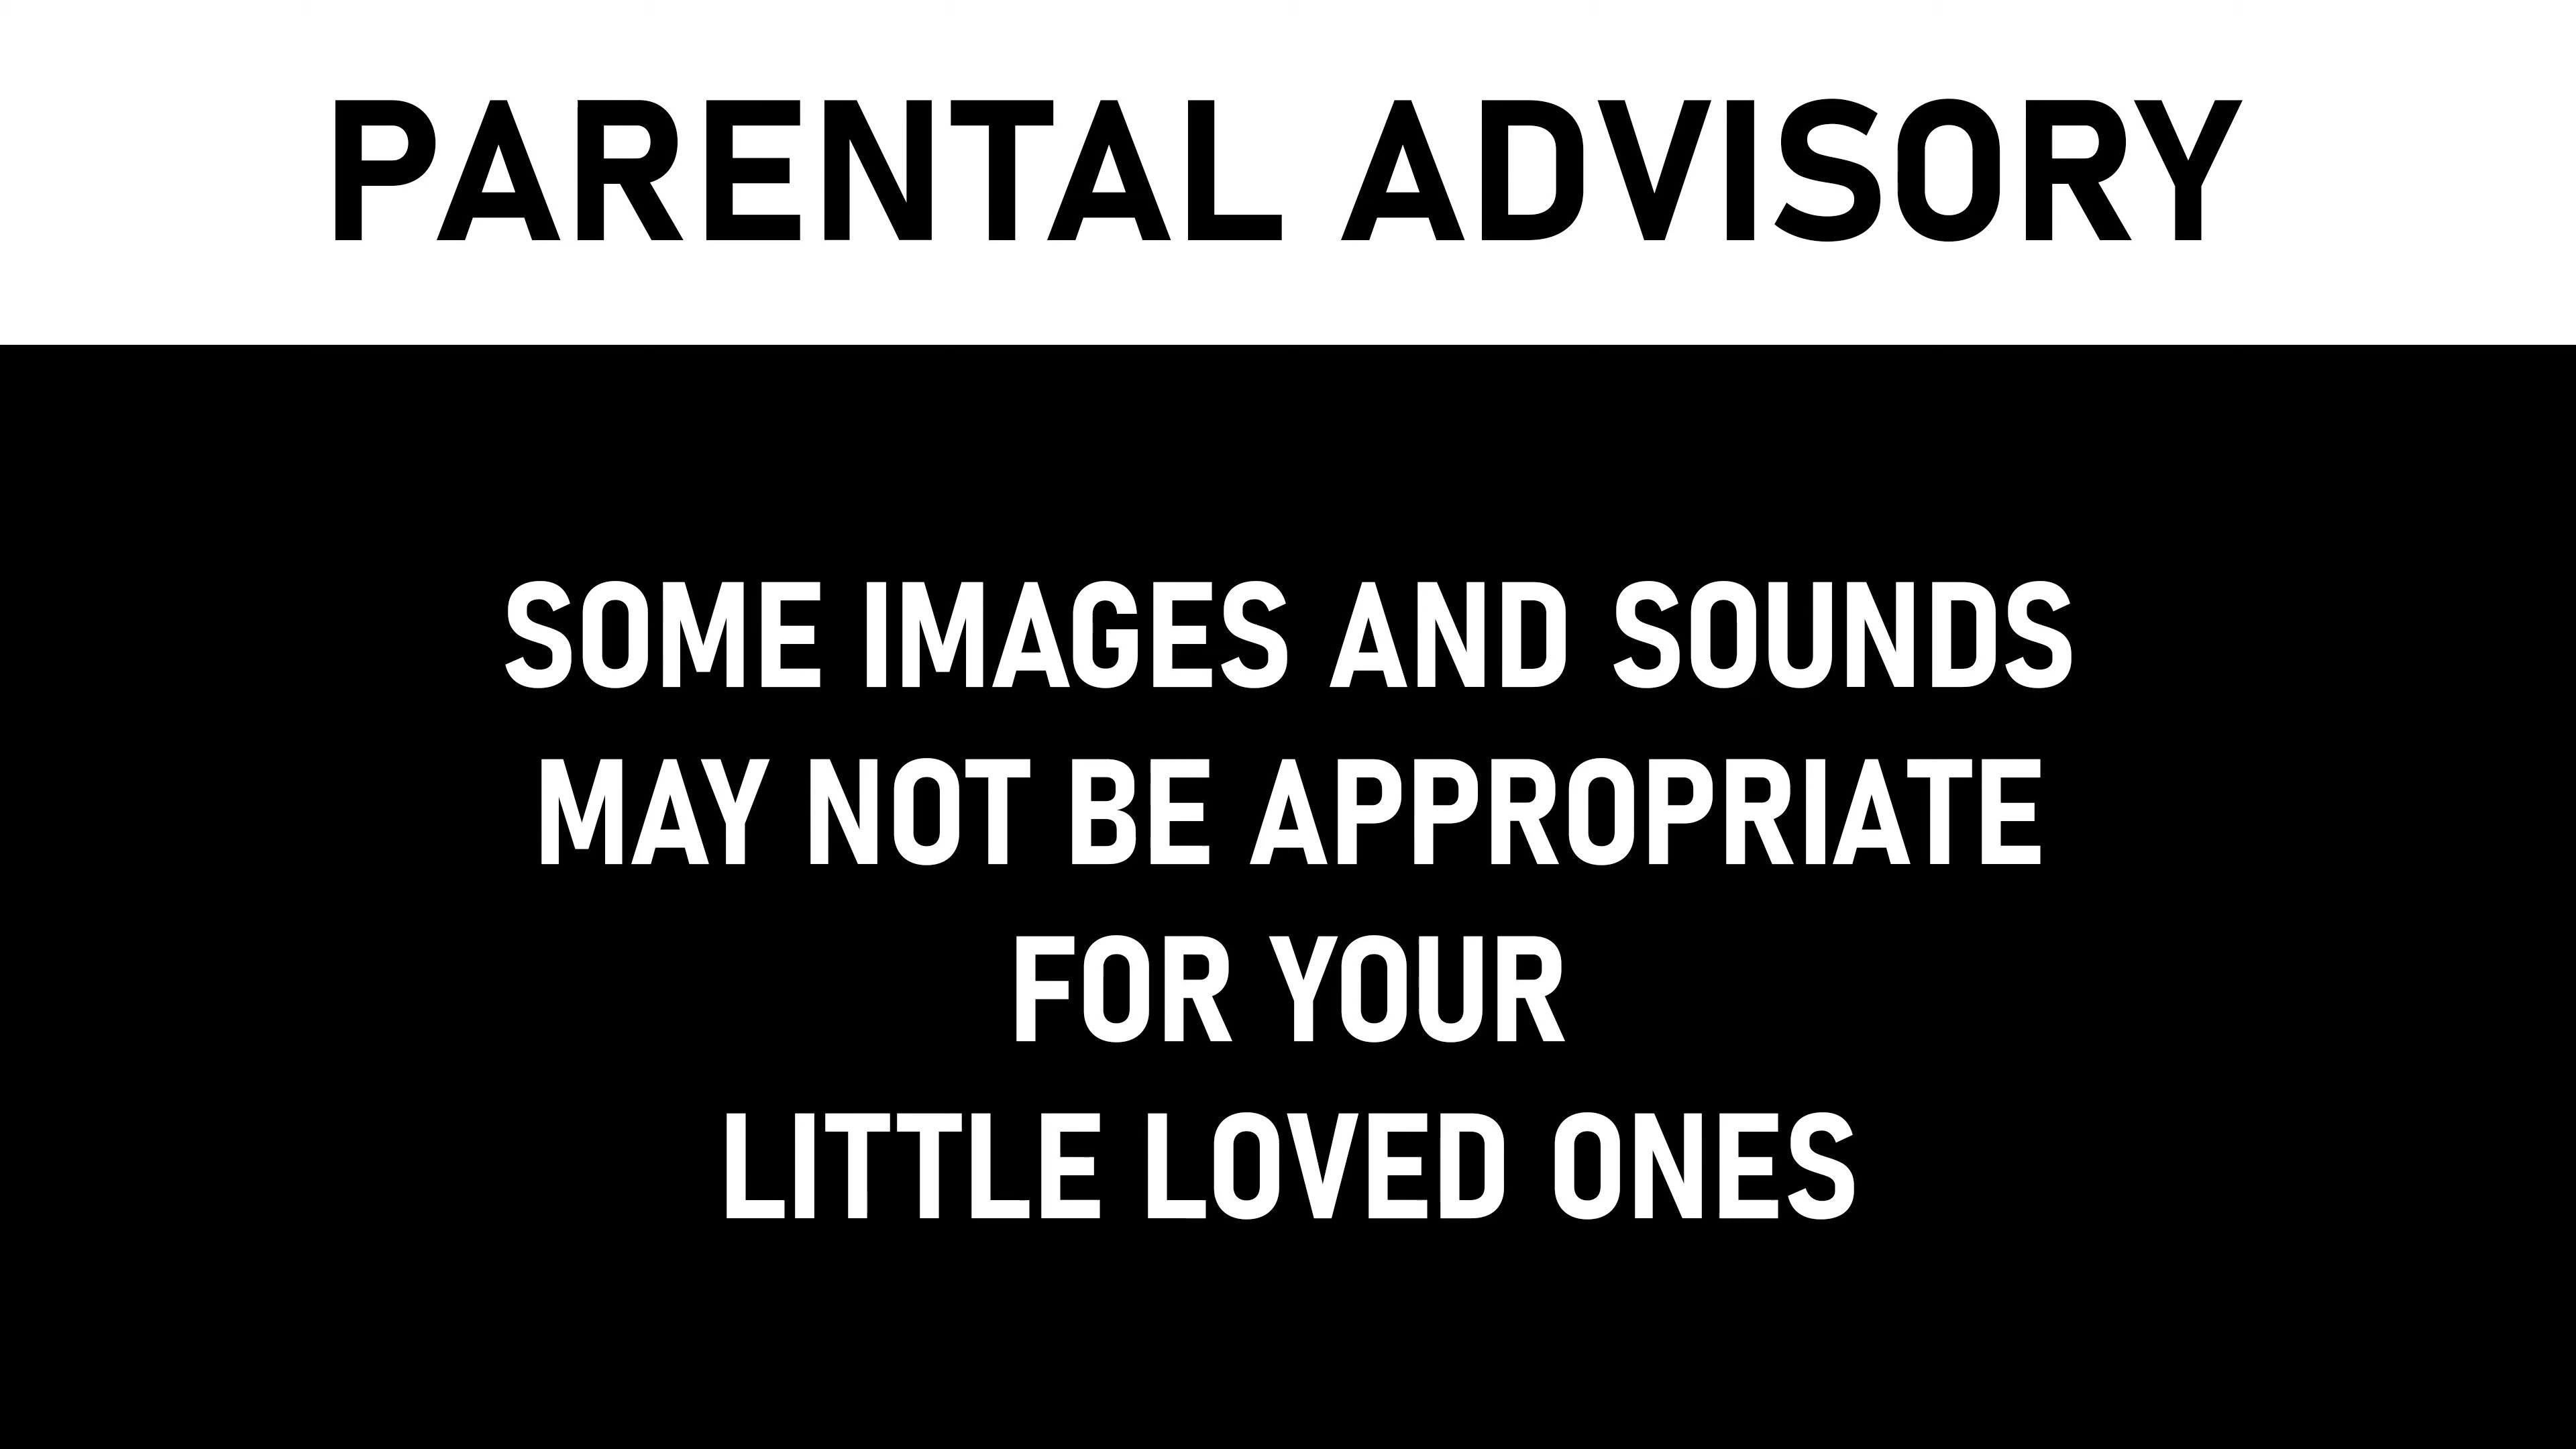 PARENTAL ADVISORY
SOME IMAGES AND SOUNDS
MAY NOT BE APPROPRIATE
FOR YOUR
LITTLE LOVED ONES